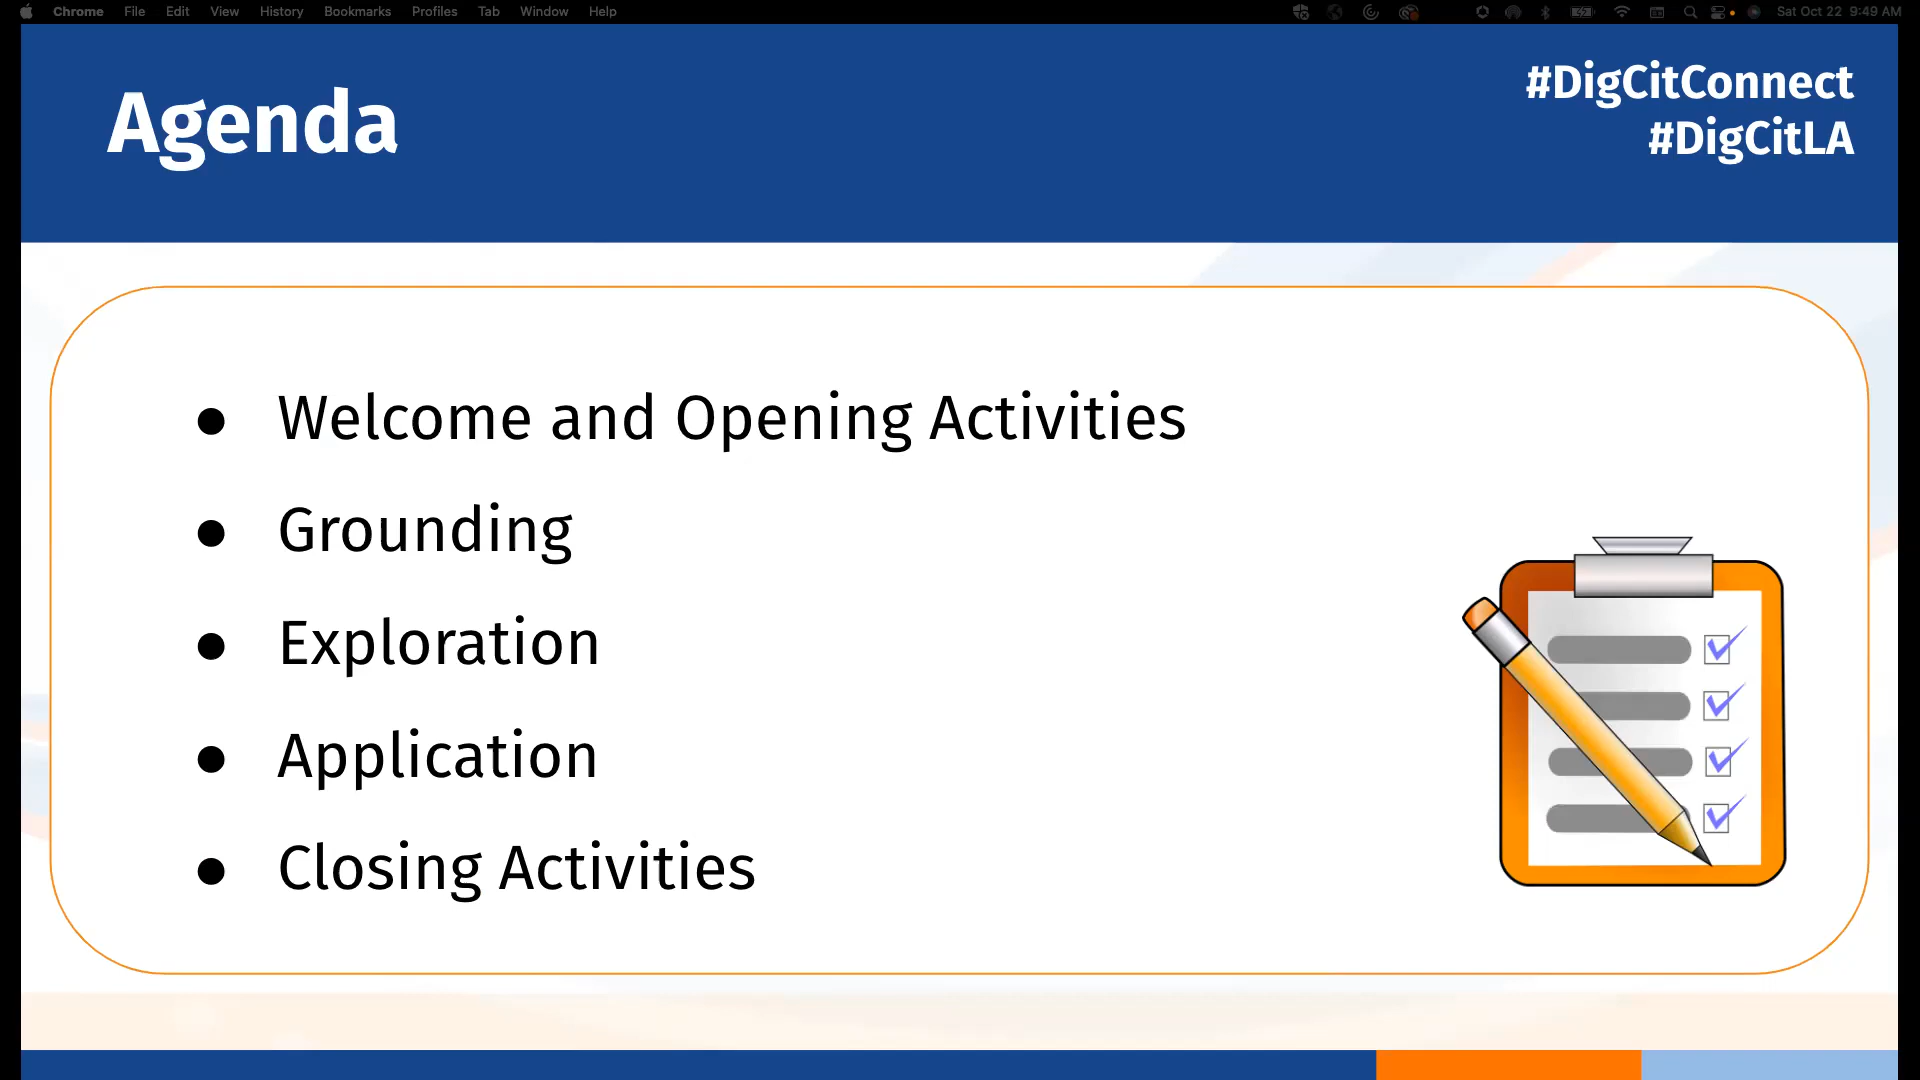 Chrome File Edit View History Bookmarks Profiles Tab Window Help Sat Oct 22 9:49 AM
Agenda
#DigCitConnect
#DigCitLA
● Welcome and Opening Activities
● Grounding
● Exploration
● Application
● Closing Activities